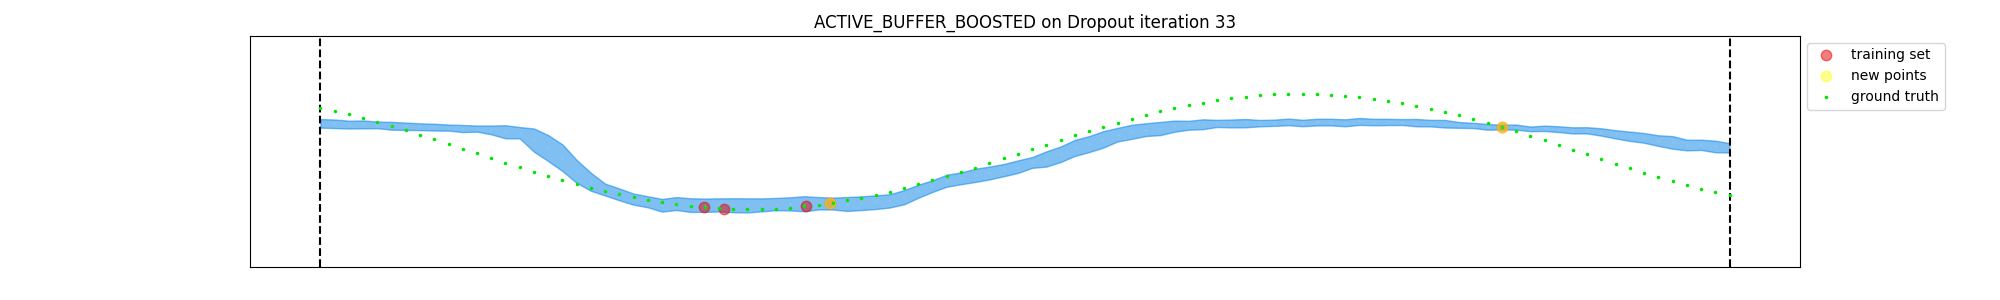 ACTIVE_BUFFER_BOOSTED on Dropout iteration 33
training set
new points
ground truth